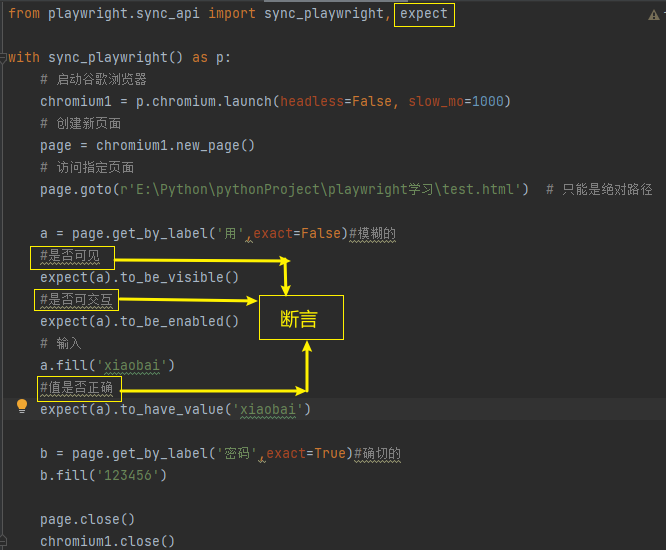 from playwright.sync_api import sync_playwright, expect
with sync_playwright() as p:
# 启动谷歌浏览器
chromium1 = p.chromium.launch(headless=False, slow_mo=1000)
# 创建新页面
page = chromium1.new_page()
# 访问指定页面
page.goto(r'E:\Python\pythonProject\playwright学习\test.html')  # 只能是绝对路径
a = page.get_by_label('用',exact=False)#模糊的
#是否可见
expect(a).to_be_visible()
#是否可交互
断言
expect(a).to_be_enabled()
# 输入
a.fill('xiaobai')
#值是否正确
expect(a).to_have_value('xiaobai')
b = page.get_by_label('密码',exact=True)#确切的
b.fill('123456')
page.close()
chromium1.close()